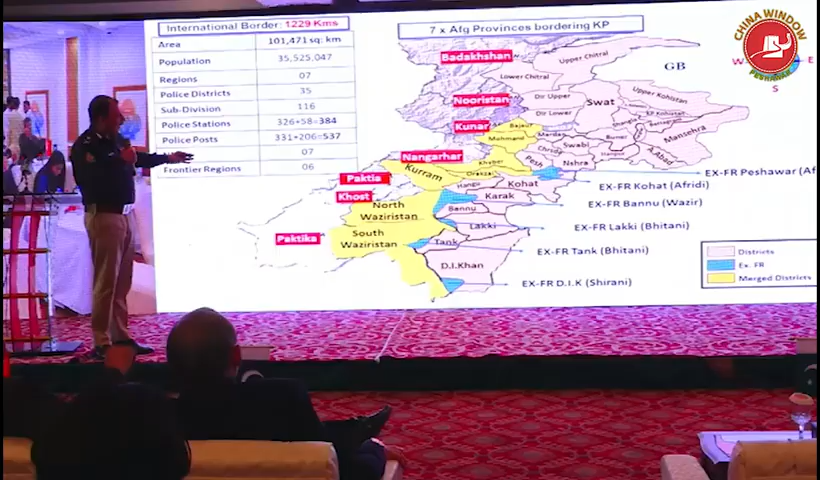 International Border: 1229 Kms
Area 101,471 sq: km
Population 35,525,047
Regions 07
Police Districts 35
Sub-Division 116
Police Stations 326+58=384
Police Posts 331+206=537
07
Frontier Regions 06
7 x Afg Provinces bordering KP
CHINA WINDOW
PESHAWAR
E
S
GB
Badakhshan
Upper Chitral
Lower Chitral
Nooristan
Dir Upper
Swat
Upper Kohistan
Dir Lower
Kunar
Bajaur
Mohmand
Mardan
Swabi
Buner
Mansehra
A.Abad
Nangarhar
Khyber
Pesh
Nshra
Orakzai
Paktia
Kurram
Hangu
Kohat
Khost
Karak
North
Waziristan
Bannu
Lakki
Paktika
South
Waziristan
Tank
D.I.Khan
EX-FR Peshawar (Af
EX-FR Kohat (Afridi)
EX-FR Bannu (Wazir)
EX-FR Lakki (Bhitani)
EX-FR Tank (Bhitani)
EX-FR D.I.K (Shirani)
Districts
Ex. FR
Merged Districts